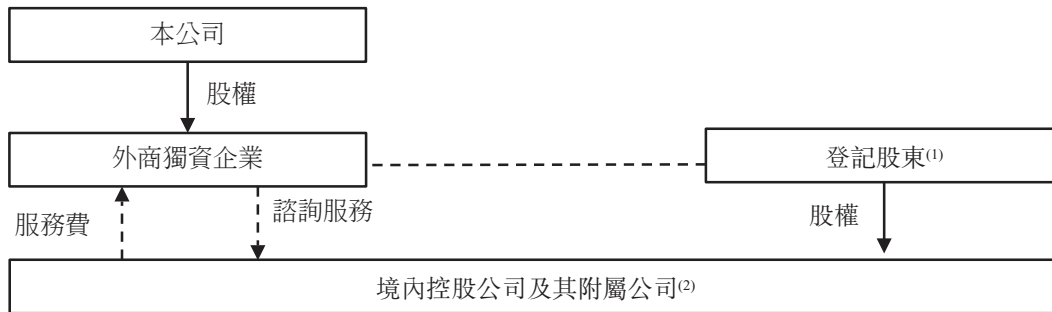 本公司
股權
外商獨資企業
登記股東(1)
服務費
諮詢服務
股權
境內控股公司及其附屬公司(2)